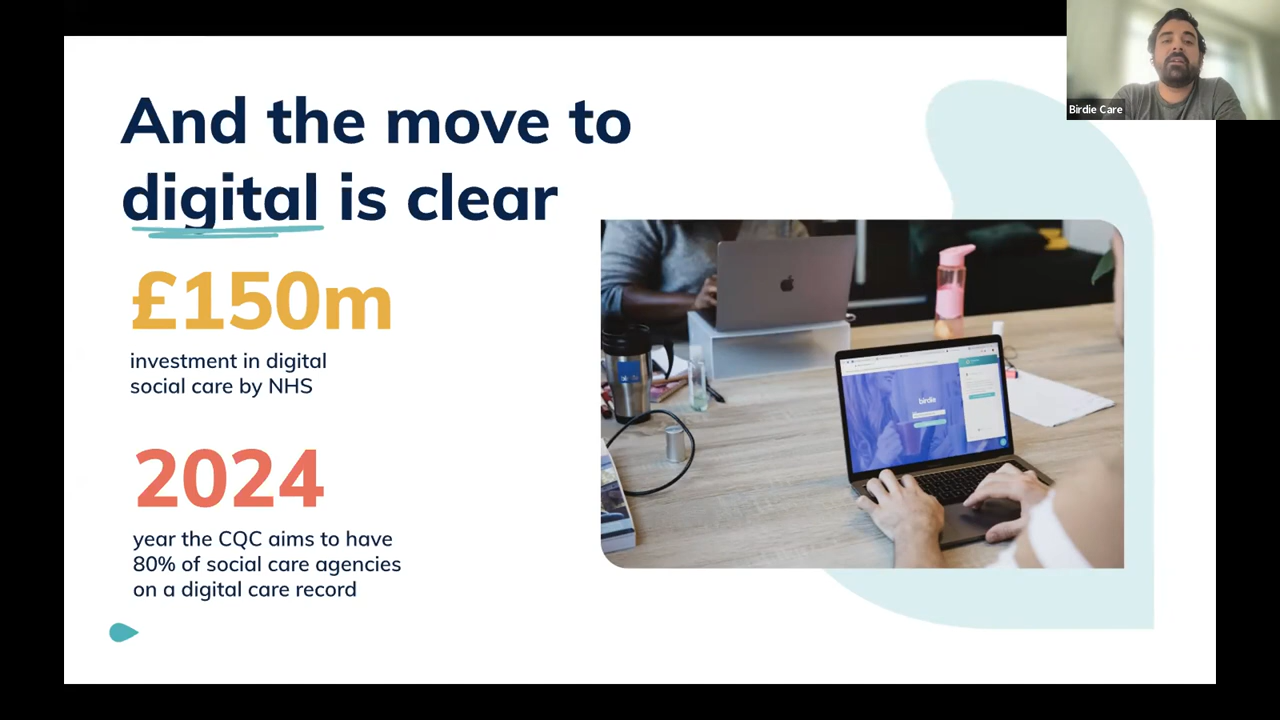 And the move to
digital is clear
£150m
investment in digital
social care by NHS
2024
year the CQC aims to have
80% of social care agencies
on a digital care record
Birdie Care
birdie